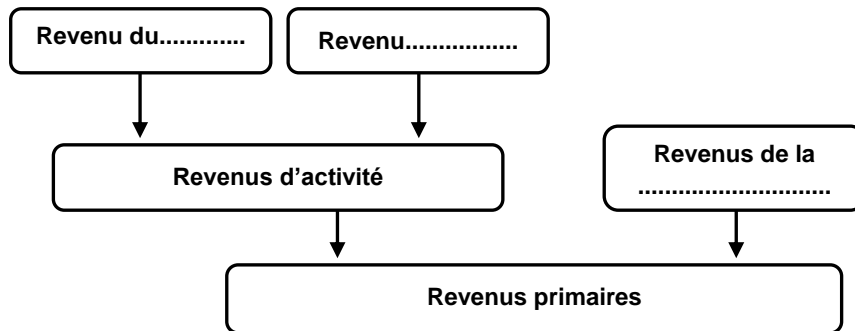 Revenu du.............
Revenu.................
Revenus d’activité
Revenus de la
.............................
Revenus primaires